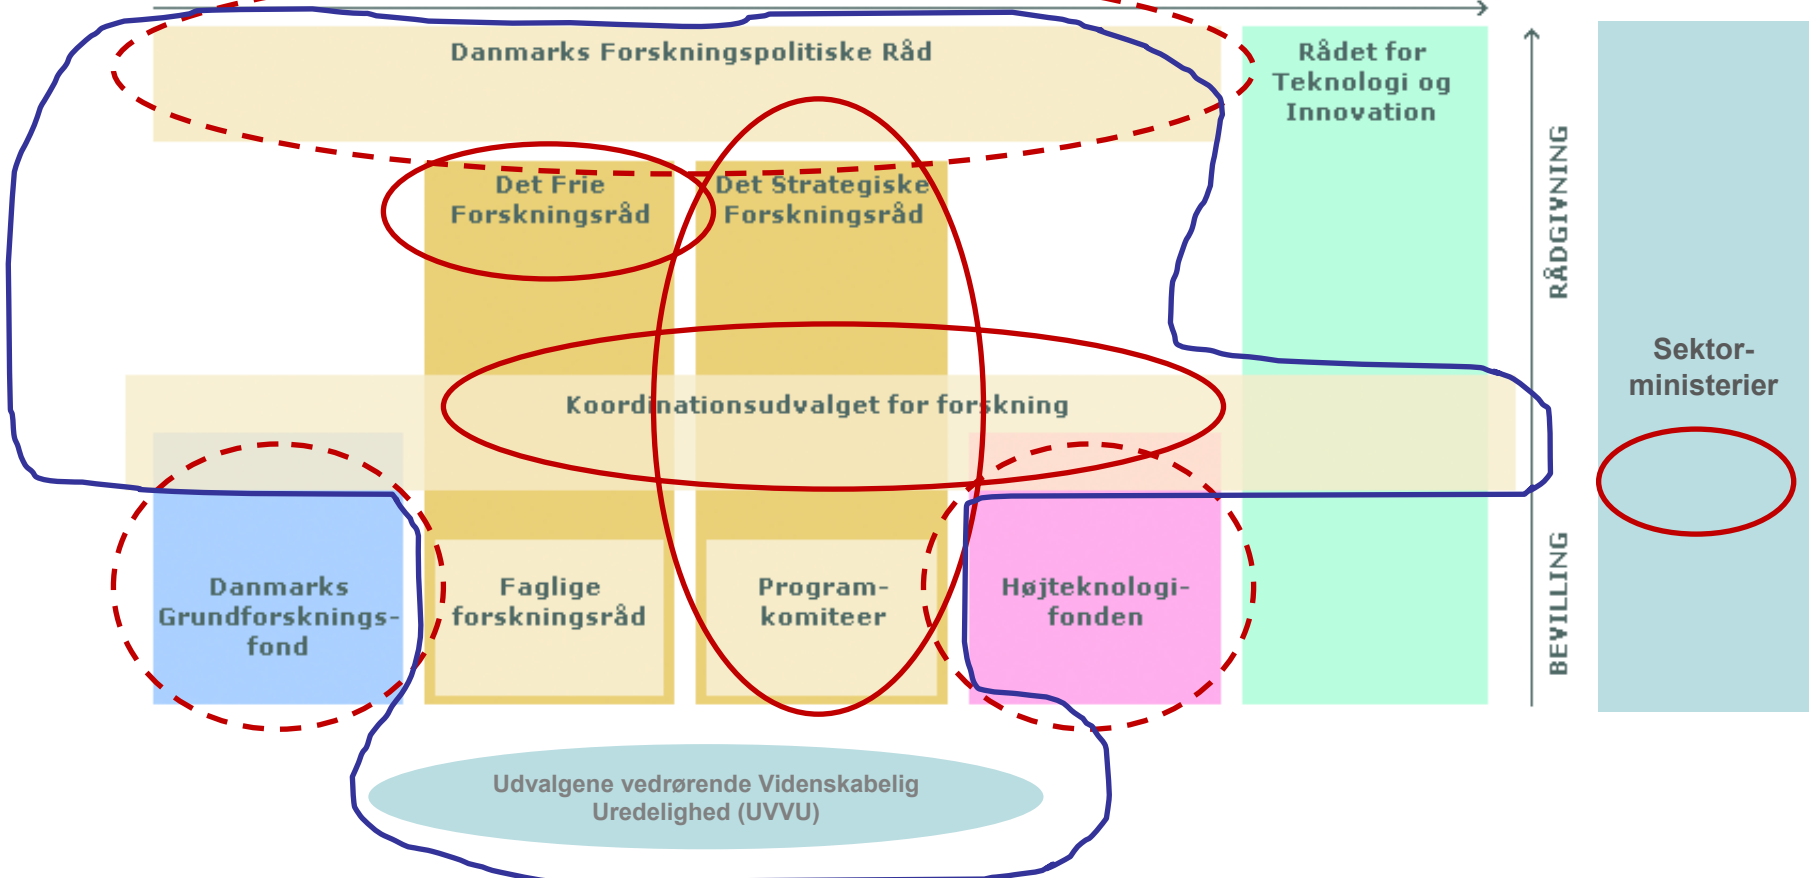 Danmarks Forskningspolitiske Råd
Rådet for
Teknologi og
Innovation
RÅDGIVNING
Det Frie
Forskningsråd
Det Strategiske
Forskningsråd
Sektor-
ministerier
Koordinationsudvalget for forskning
Danmarks
Grundforsknings-
fond
Faglige
forskningsråd
Program-
komiteer
Højteknologi-
fonden
BEVILLING
Udvalgene vedrørende Videnskabelig
Uredelighed (UVVU)